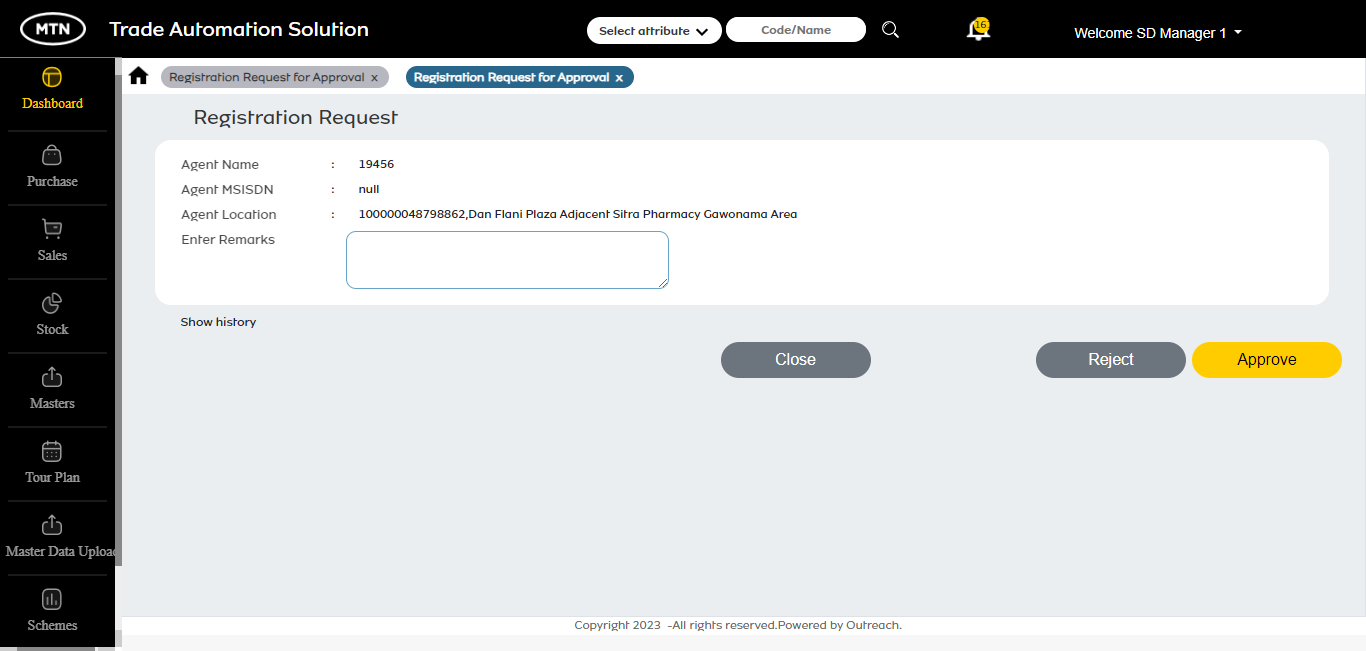 MTN Trade Automation Solution Select attribute Code/Name 16 Welcome SD Manager 1
Registration Request for Approval x Registration Request for Approval x
Dashboard
Purchase
Sales
Stock
Masters
Tour Plan
Master Data Upload
Schemes
Registration Request
Agent Name : 19456
Agent MSISDN : null
Agent Location : 100000048798862,Dan Flani Plaza Adjacent Sitra Pharmacy Gawonama Area
Enter Remarks
Show history
Close Reject Approve
Copyright 2023 -All rights reserved.Powered by Outreach.